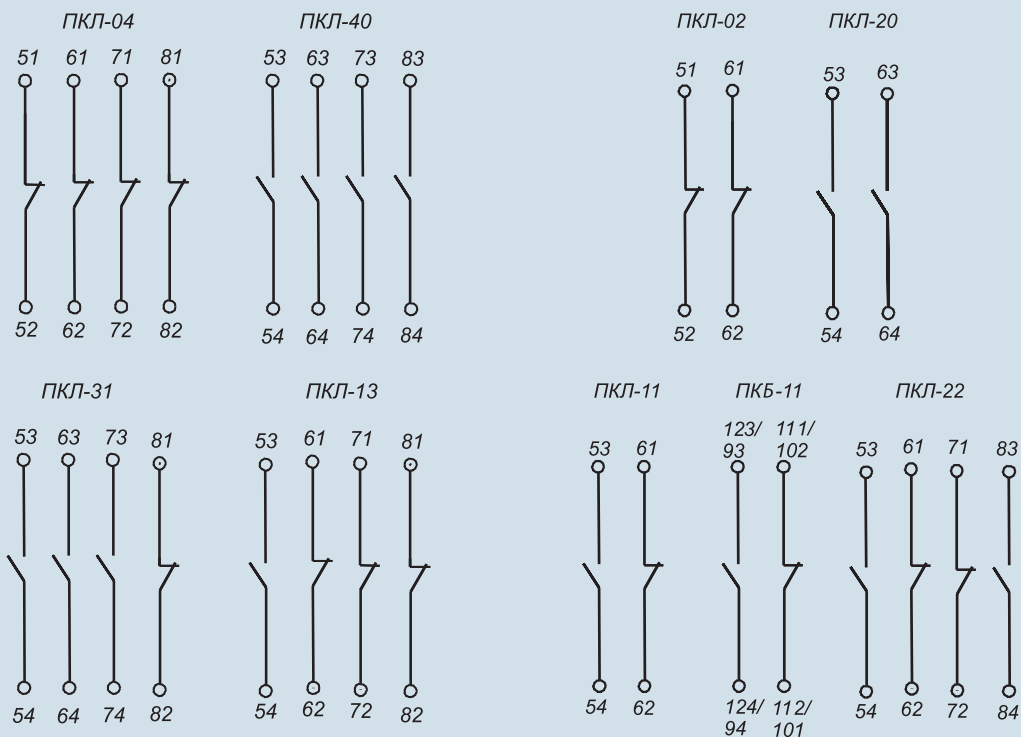 ПКЛ-04 ПКЛ-40 ПКЛ-02 ПКЛ-20
51 61 71 81 53 63 73 83 51 61 53 63
52 62 72 82 54 64 74 84 52 62 54 64
ПКЛ-31 ПКЛ-13 ПКЛ-11 ПКБ-11 ПКЛ-22
53 63 73 81 53 61 71 81 53 61 123/ 111/ 53 61 71 83
93 102
54 64 74 82 54 62 72 82 54 62 124/ 112/ 54 62 72 84
94 101